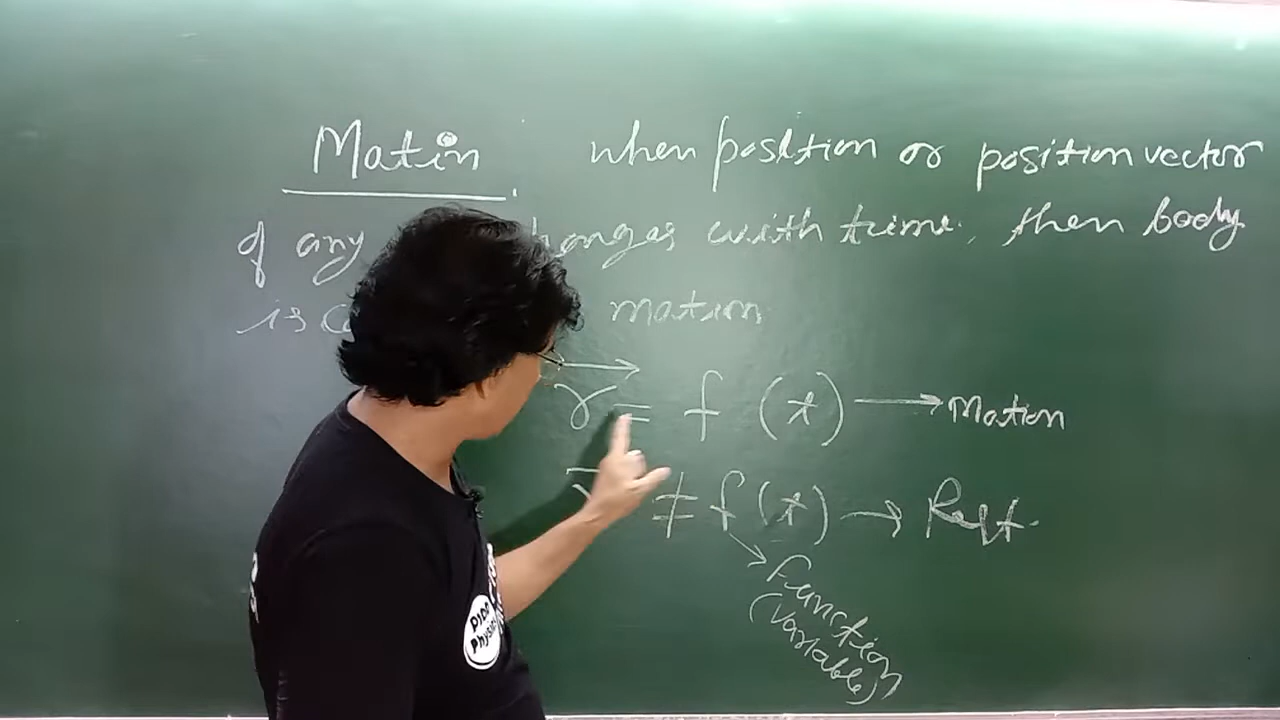 Motion when position or position vector
of any changes with time, then body
is motion
r = f (t) → Motion
≠ f (t) → Rest.
Function
(Variable)
Physics